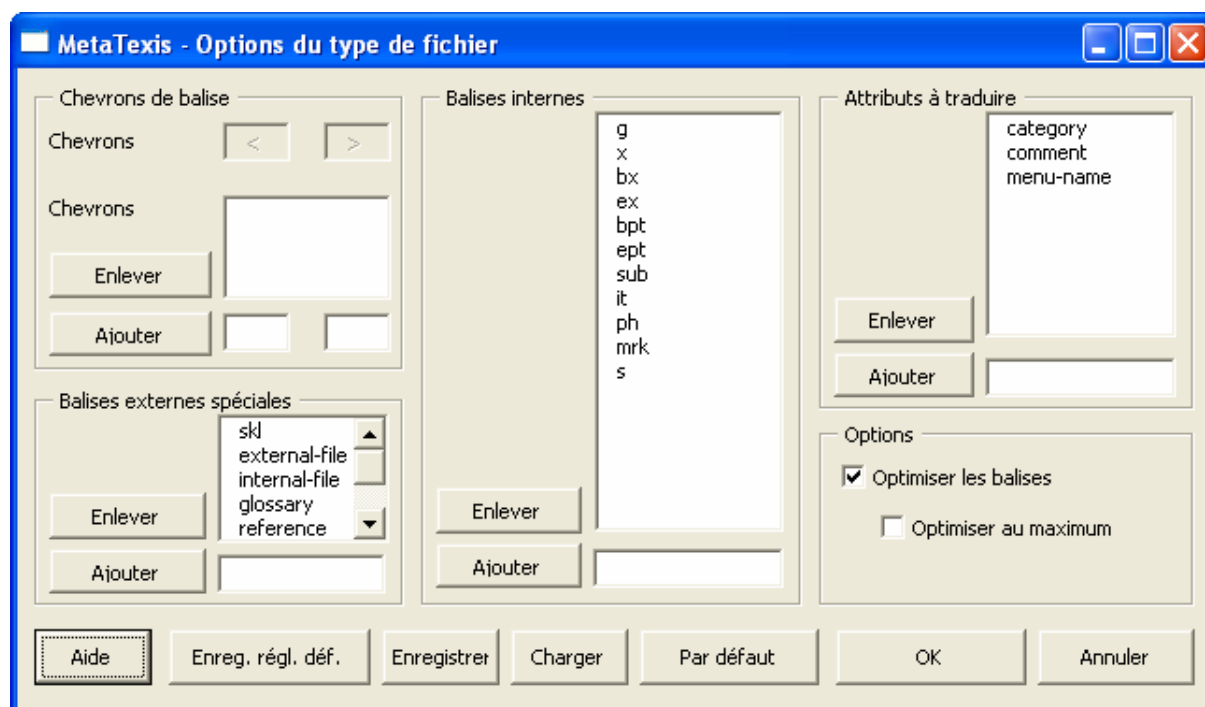 MetaTexis - Options du type de fichier
Chevrons de balise
Chevrons
<
>
Chevrons
Enlever
Ajouter
Balises externes spéciales
skl
external-file
internal-file
glossary
reference
Enlever
Ajouter
Balises internes
g
x
bx
ex
bpt
ept
sub
it
ph
mrk
s
Enlever
Ajouter
Attributs à traduire
category
comment
menu-name
Enlever
Ajouter
Options
Optimiser les balises
Optimiser au maximum
Aide
Enreg. régl. déf.
Enregistrer
Charger
Par défaut
OK
Annuler